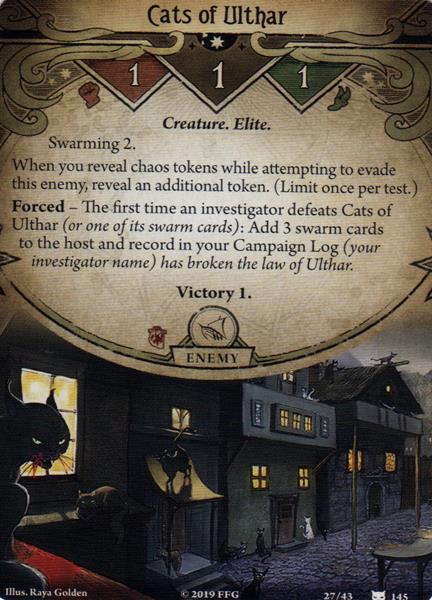 Cats of Ulthar
1 1 1
Creature. Elite.
Swarming 2.
When you reveal chaos tokens while attempting to evade
this enemy, reveal an additional token. (Limit once per test.)
Forced – The first time an investigator defeats Cats of
Ulthar (or one of its swarm cards): Add 3 swarm cards
to the host and record in your Campaign Log (your
investigator name) has broken the law of Ulthar.
Victory 1.
ENEMY
Illus. Raya Golden © 2019 FFG 27/43 145